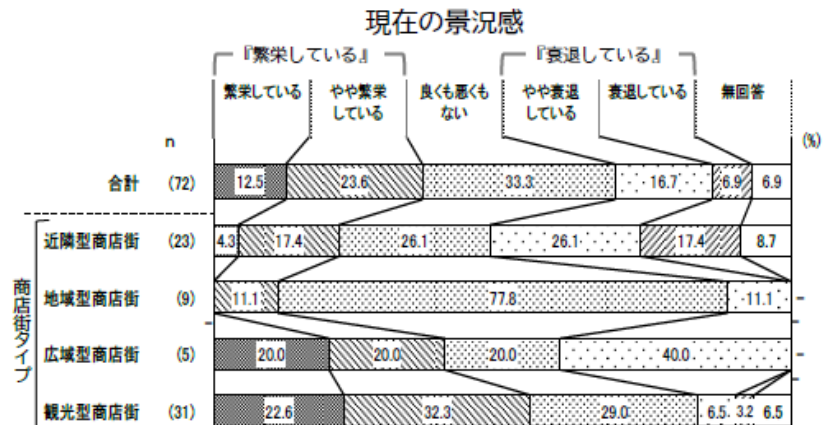 現在の景況感
『繁栄している』 『衰退している』
繁栄している やや繁栄している 良くも悪くもない やや衰退している 衰退している 無回答
n (%)
合計 (72) 12.5 23.6 33.3 16.7 6.9 6.9
商店街タイプ
近隣型商店街 (23) 4.3 17.4 26.1 26.1 17.4 8.7
地域型商店街 (9) 11.1 77.8 11.1 -
- -
広域型商店街 (5) 20.0 20.0 20.0 40.0 -
-
観光型商店街 (31) 22.6 32.3 29.0 6.5 3.2 6.5